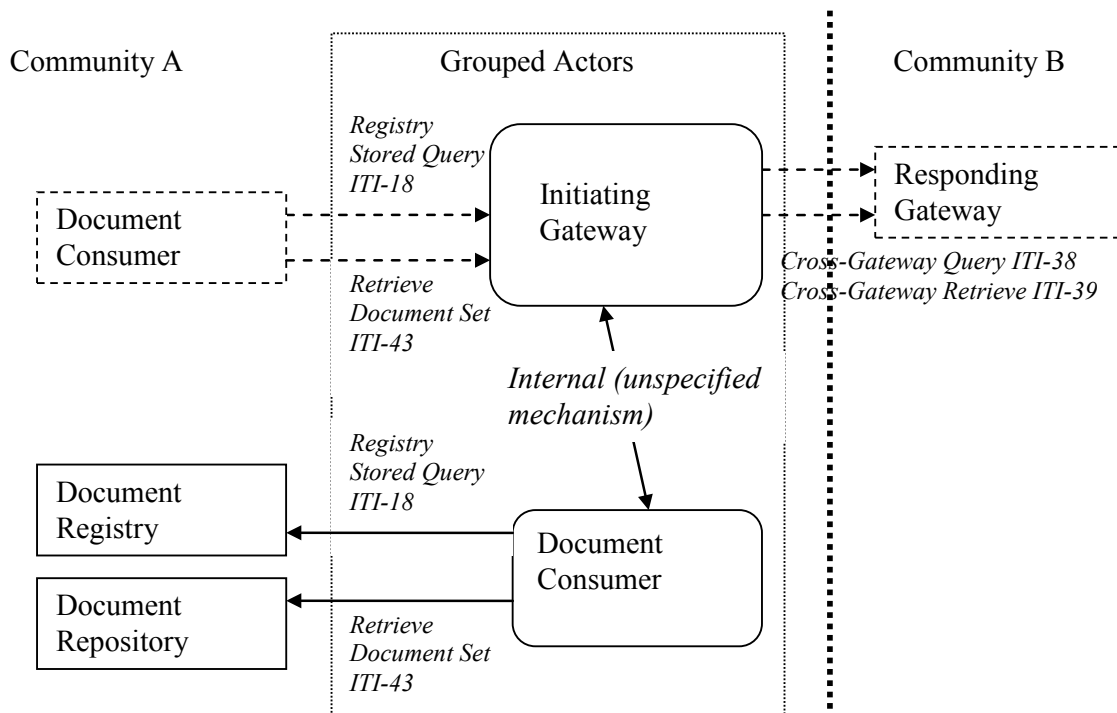 Community A
Grouped Actors
Community B
Registry
Stored Query
ITI-18
Document
Consumer
Initiating
Gateway
Responding
Gateway
Cross-Gateway Query ITI-38
Cross-Gateway Retrieve ITI-39
Retrieve
Document Set
ITI-43
Internal (unspecified
mechanism)
Registry
Stored Query
ITI-18
Document
Registry
Document
Consumer
Document
Repository
Retrieve
Document Set
ITI-43